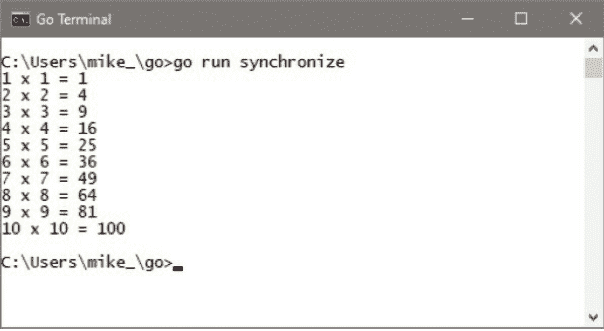 Go Terminal
C:\Users\mike_\go>go run synchronize
1 x 1 = 1
2 x 2 = 4
3 x 3 = 9
4 x 4 = 16
5 x 5 = 25
6 x 6 = 36
7 x 7 = 49
8 x 8 = 64
9 x 9 = 81
10 x 10 = 100
C:\Users\mike_\go>